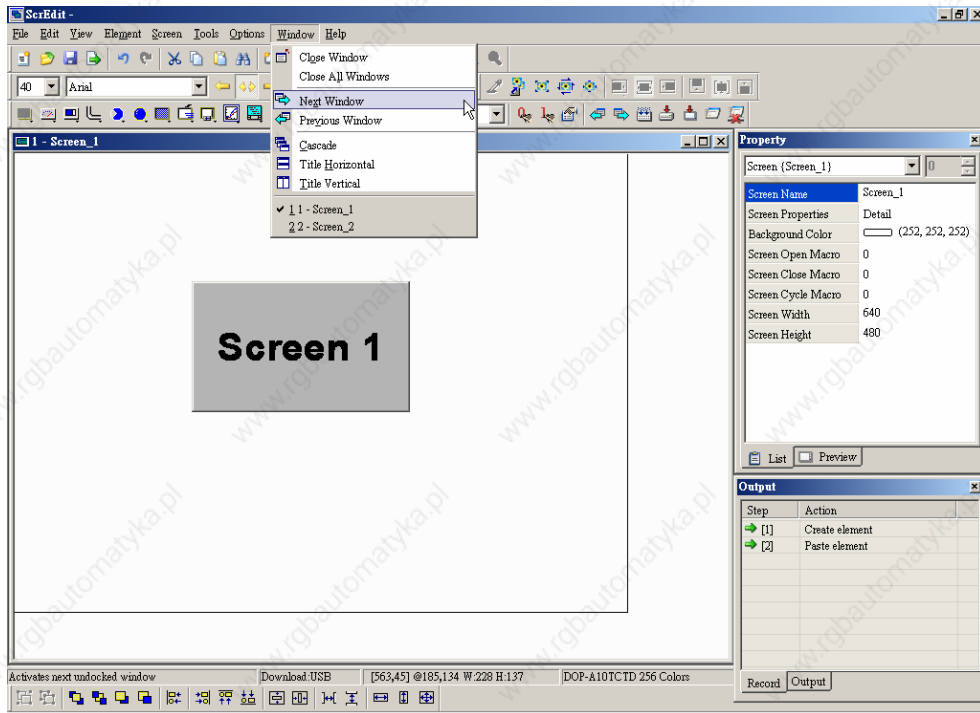 ScrEdit -
File Edit View Element Screen Tools Options Window Help
40 Arial
Close Window
Close All Windows
Next Window
Previous Window
Cascade
Title Horizontal
Title Vertical
1 1 - Screen_1
2 2 - Screen_2
1 - Screen_1
Screen 1
Property
Screen {Screen_1} 0
Screen Name Screen_1
Screen Properties Detail
Background Color (252, 252, 252)
Screen Open Macro 0
Screen Close Macro 0
Screen Cycle Macro 0
Screen Width 640
Screen Height 480
List Preview
Output
Step Action
[1] Create element
[2] Paste element
Record Output
Activates next undocked window Download:USB [563,45] @185,134 W:228 H:137 DOP-A10TCTD 256 Colors
www.rgbautomatyka.pl